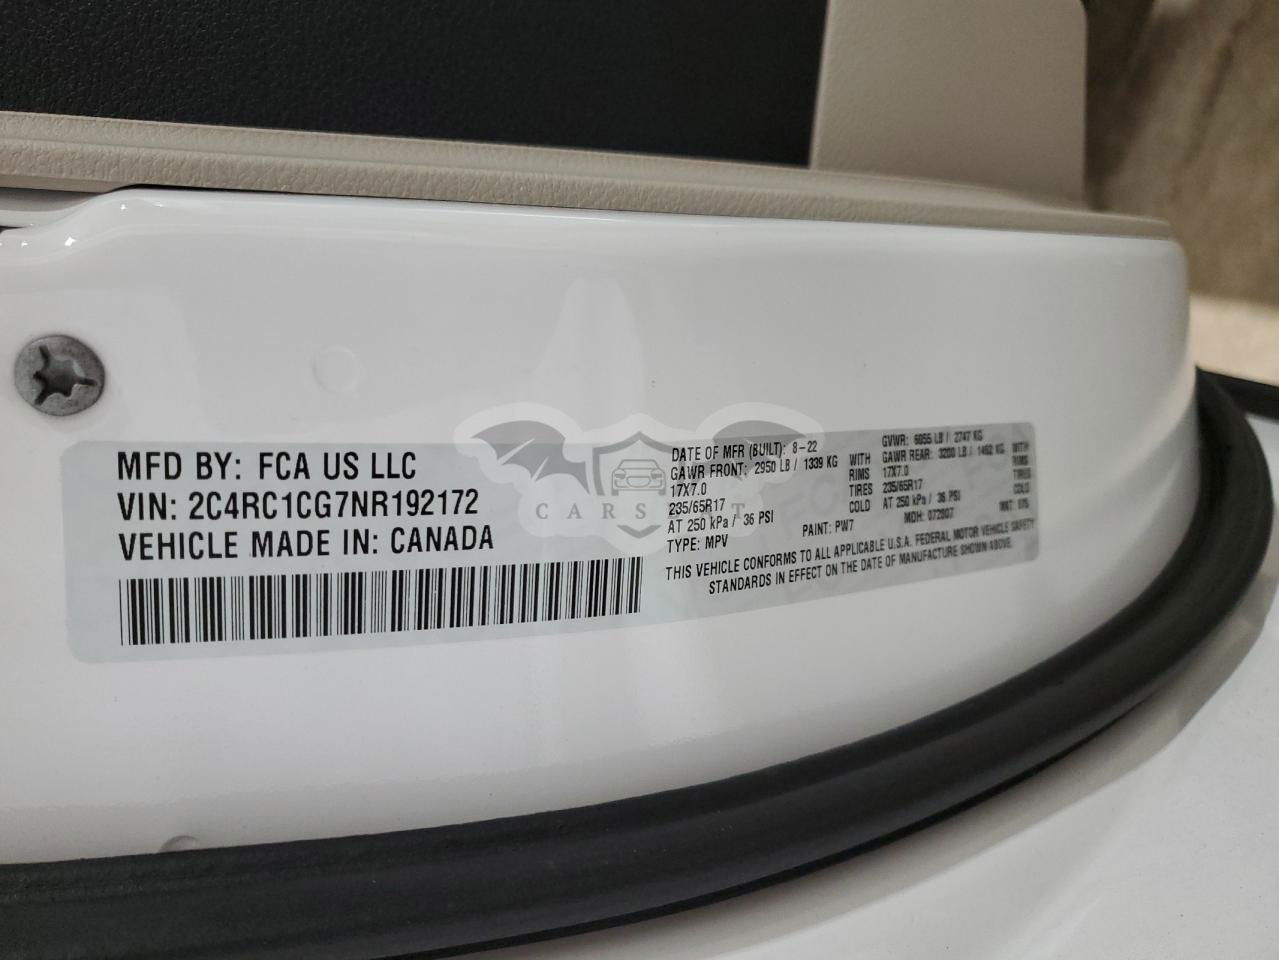 MFD BY: FCA US LLC
VIN: 2C4RC1CG7NR192172
VEHICLE MADE IN: CANADA
DATE OF MFR (BUILT): 8-22
GVWR: 6055 LB / 2747 KG
GAWR FRONT: 2950 LB / 1339 KG WITH
17X7.0 RIMS
235/65R17 TIRES
AT 250 kPa / 36 PSI COLD
GAWR REAR: 3200 LB / 1452 KG WITH
17X7.0 RIMS
235/65R17 TIRES
AT 250 kPa / 36 PSI COLD
TYPE: MPV
PAINT: PW7
MDH: 072907
THIS VEHICLE CONFORMS TO ALL APPLICABLE U.S.A. FEDERAL MOTOR VEHICLE SAFETY
STANDARDS IN EFFECT ON THE DATE OF MANUFACTURE SHOWN ABOVE.